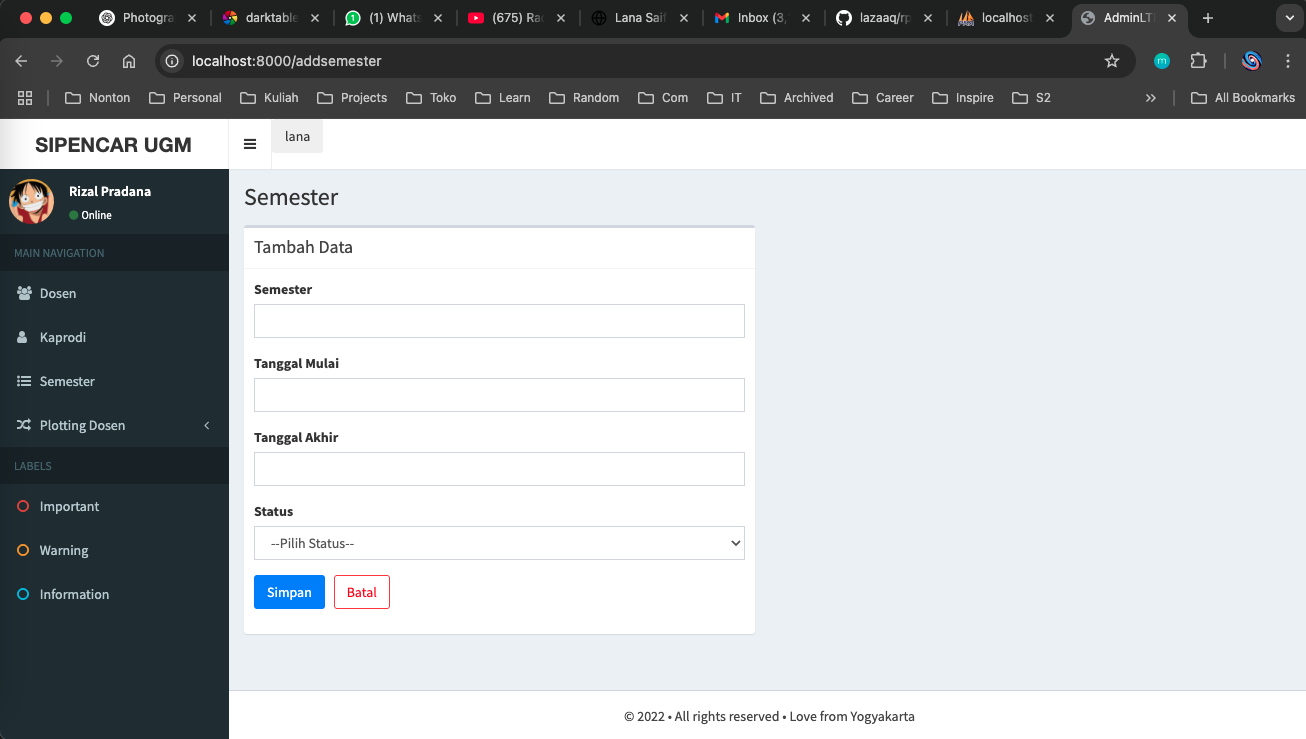 Photogra
darktable
(1) Whats
(675) Rac
Lana Saif
Inbox (3,
lazaaq/rp
localhost
AdminLT
localhost:8000/addsemester
m
Nonton Personal Kuliah Projects Toko Learn Random Com IT Archived Career Inspire S2 » All Bookmarks
SIPENCAR UGM
lana
Rizal Pradana
Online
MAIN NAVIGATION
Dosen
Kaprodi
Semester
Plotting Dosen
LABELS
Important
Warning
Information
Semester
Tambah Data
Semester
Tanggal Mulai
Tanggal Akhir
Status
--Pilih Status--
Simpan Batal
© 2022 • All rights reserved • Love from Yogyakarta